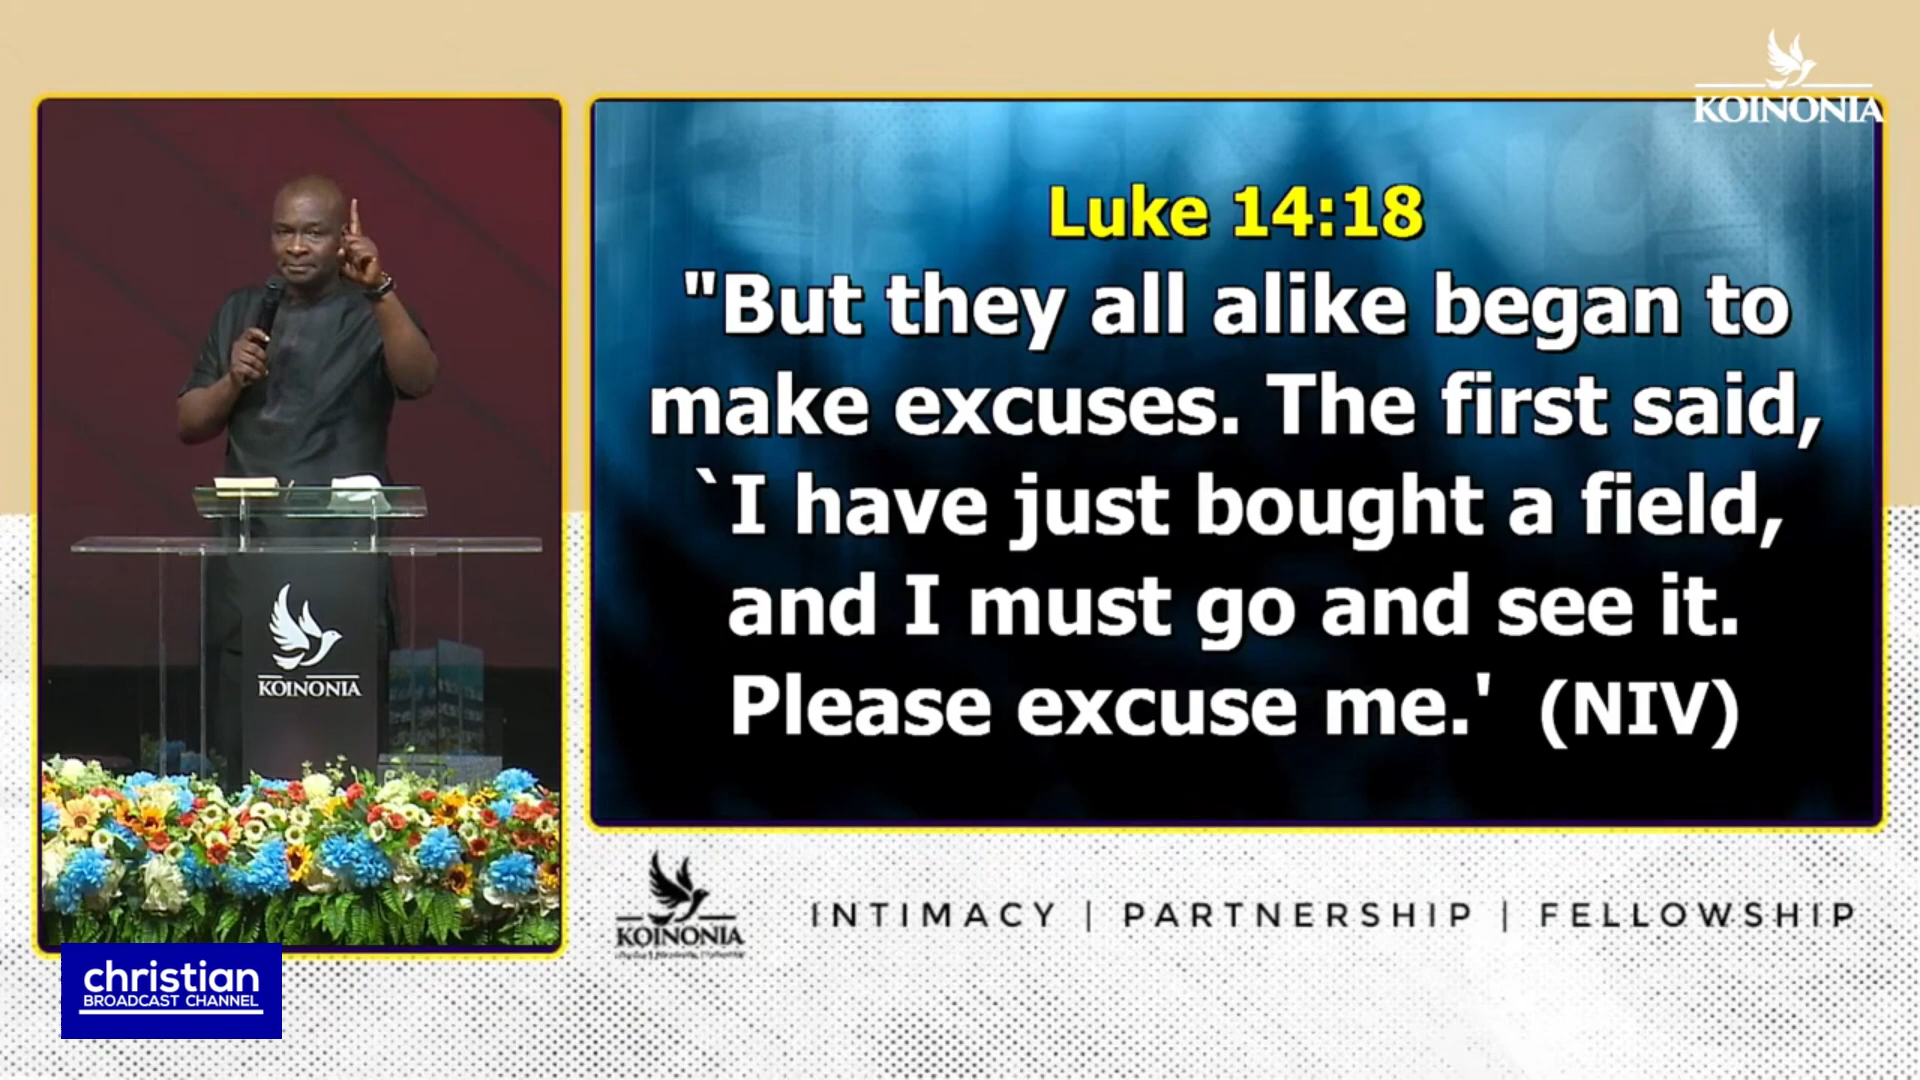 KOINONIA
Luke 14:18
"But they all alike began to
make excuses. The first said,
`I have just bought a field,
and I must go and see it.
Please excuse me.' (NIV)
KOINONIA
KOINONIA
INTIMACY | PARTNERSHIP | FELLOWSHIP
christian
BROADCAST CHANNEL